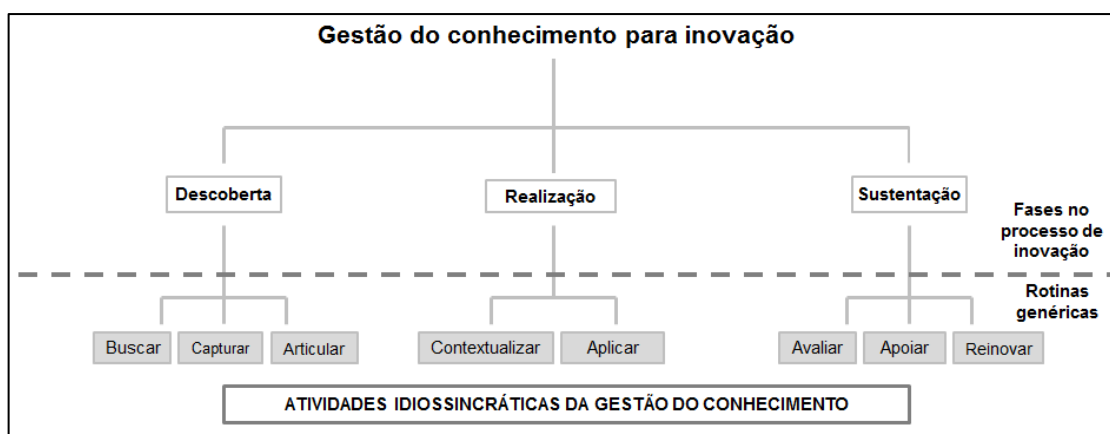 Gestão do conhecimento para inovação
Descoberta
Realização
Sustentação
Fases no
processo de
inovação
Rotinas
genéricas
Buscar
Capturar
Articular
Contextualizar
Aplicar
Avaliar
Apoiar
Reinovar
ATIVIDADES IDIOSSINCRÁTICAS DA GESTÃO DO CONHECIMENTO